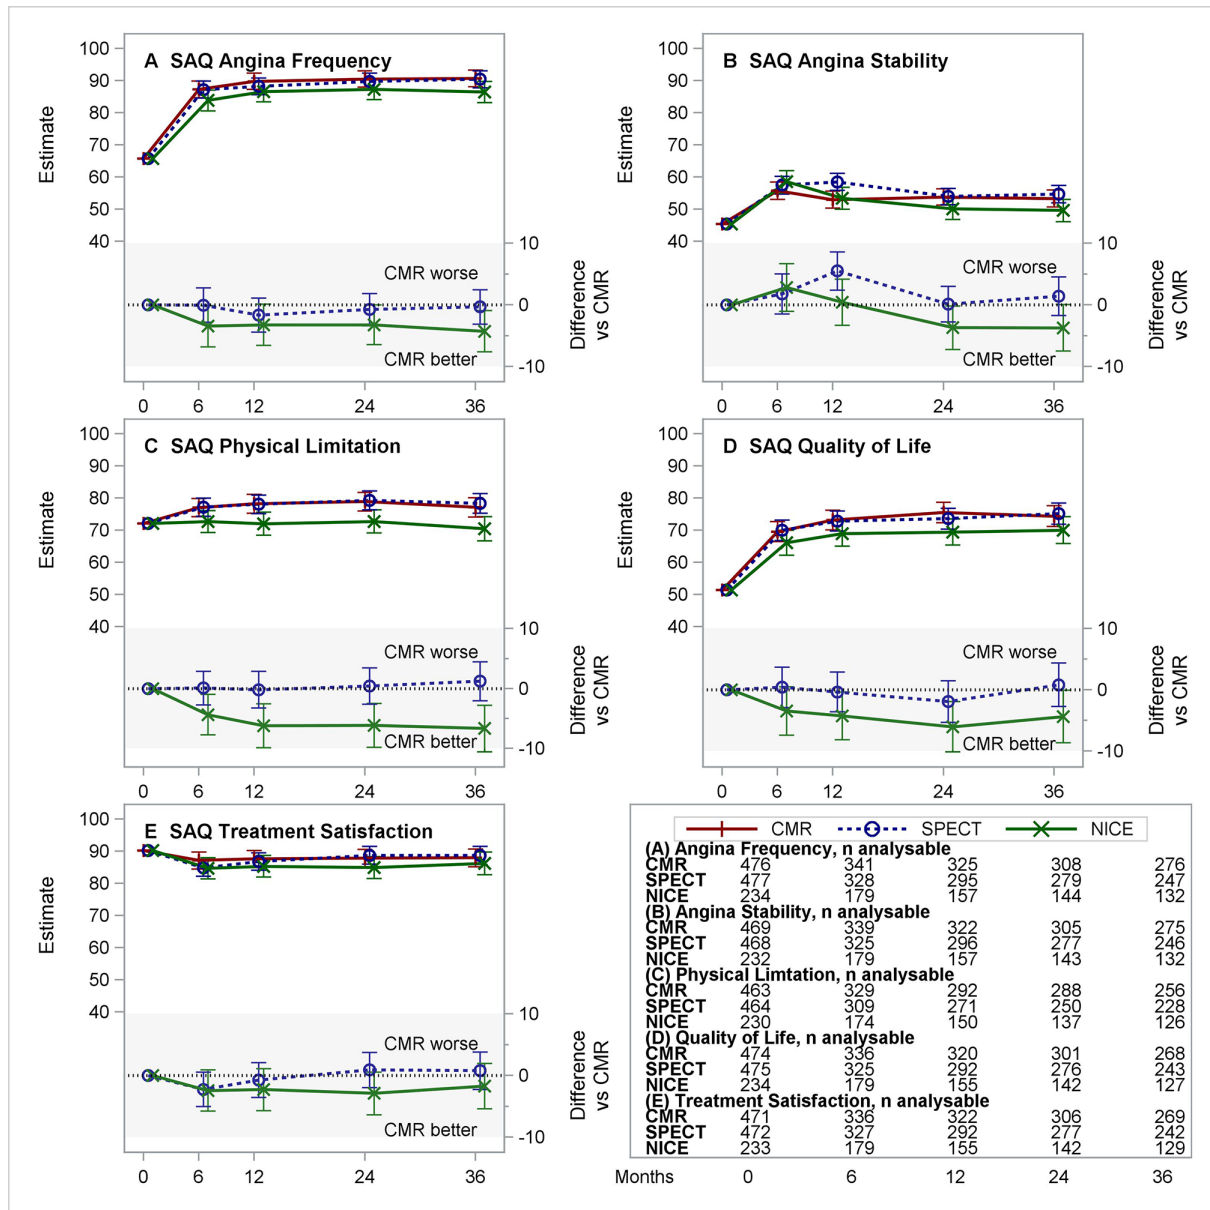 A SAQ Angina Frequency
100
90
80
70
60
50
40
Estimate
CMR worse
CMR better
10
0
-10
Difference
vs CMR
0 6 12 24 36
B SAQ Angina Stability
100
90
80
70
60
50
40
Estimate
CMR worse
CMR better
10
0
-10
Difference
vs CMR
0 6 12 24 36
C SAQ Physical Limitation
100
90
80
70
60
50
40
Estimate
CMR worse
CMR better
10
0
-10
Difference
vs CMR
0 6 12 24 36
D SAQ Quality of Life
100
90
80
70
60
50
40
Estimate
CMR worse
CMR better
10
0
-10
Difference
vs CMR
0 6 12 24 36
E SAQ Treatment Satisfaction
100
90
80
70
60
50
40
Estimate
CMR worse
CMR better
10
0
-10
Difference
vs CMR
0 6 12 24 36
CMR SPECT NICE
(A) Angina Frequency, n analysable
CMR 476 341 325 308 276
SPECT 477 328 295 279 247
NICE 234 179 157 144 132
(B) Angina Stability, n analysable
CMR 469 339 322 305 275
SPECT 468 325 296 277 246
NICE 232 179 157 143 132
(C) Physical Limtation, n analysable
CMR 463 329 292 288 256
SPECT 464 309 271 250 228
NICE 230 174 150 137 126
(D) Quality of Life, n analysable
CMR 474 336 320 301 268
SPECT 475 325 292 276 243
NICE 234 179 155 142 127
(E) Treatment Satisfaction, n analysable
CMR 471 336 322 306 269
SPECT 472 327 292 277 242
NICE 233 179 155 142 129
Months 0 6 12 24 36